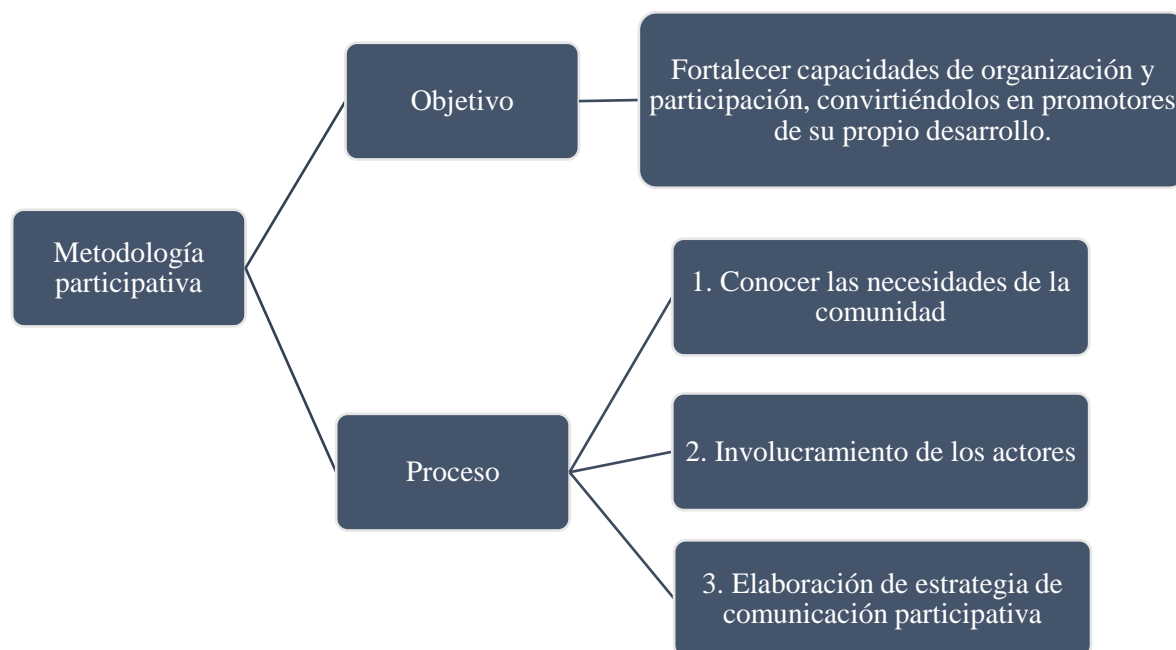 Objetivo
Fortalecer capacidades de organización y
participación, convirtiéndolos en promotores
de su propio desarrollo.
Metodología
participativa
Proceso
1. Conocer las necesidades de la
comunidad
2. Involucramiento de los actores
3. Elaboración de estrategia de
comunicación participativa